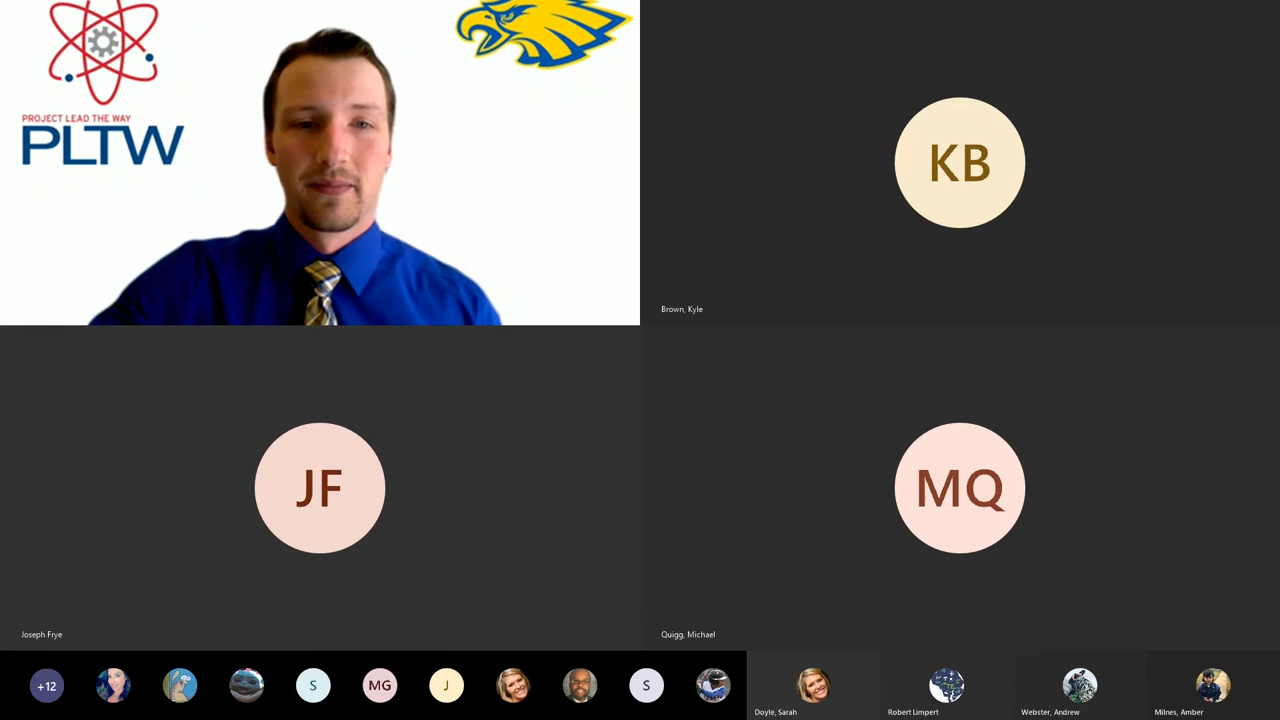 PROJECT LEAD THE WAY
PLTW
KB
Brown, Kyle
JF
MQ
Joseph Frye
Quigg, Michael
+12
S
MG
J
S
Doyle, Sarah
Robert Limpert
Webster, Andrew
Milnes, Amber